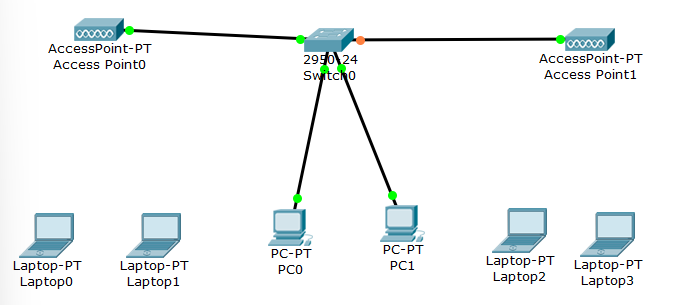 AccessPoint-PT
Access Point0
2950-24
Switch0
AccessPoint-PT
Access Point1
Laptop-PT
Laptop0
Laptop-PT
Laptop1
PC-PT
PC0
PC-PT
PC1
Laptop-PT
Laptop2
Laptop-PT
Laptop3